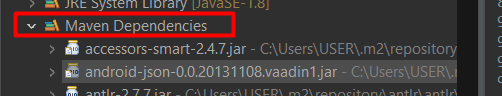 JRE System Library [JavaSE-1.8]
Maven Dependencies
accessors-smart-2.4.7.jar - C:\Users\USER\.m2\repository
android-json-0.0.20131108.vaadin1.jar - C:\Users\USER
antlr-2.7.7.jar - C:\Users\USER\.m2\repository\antlr\antl